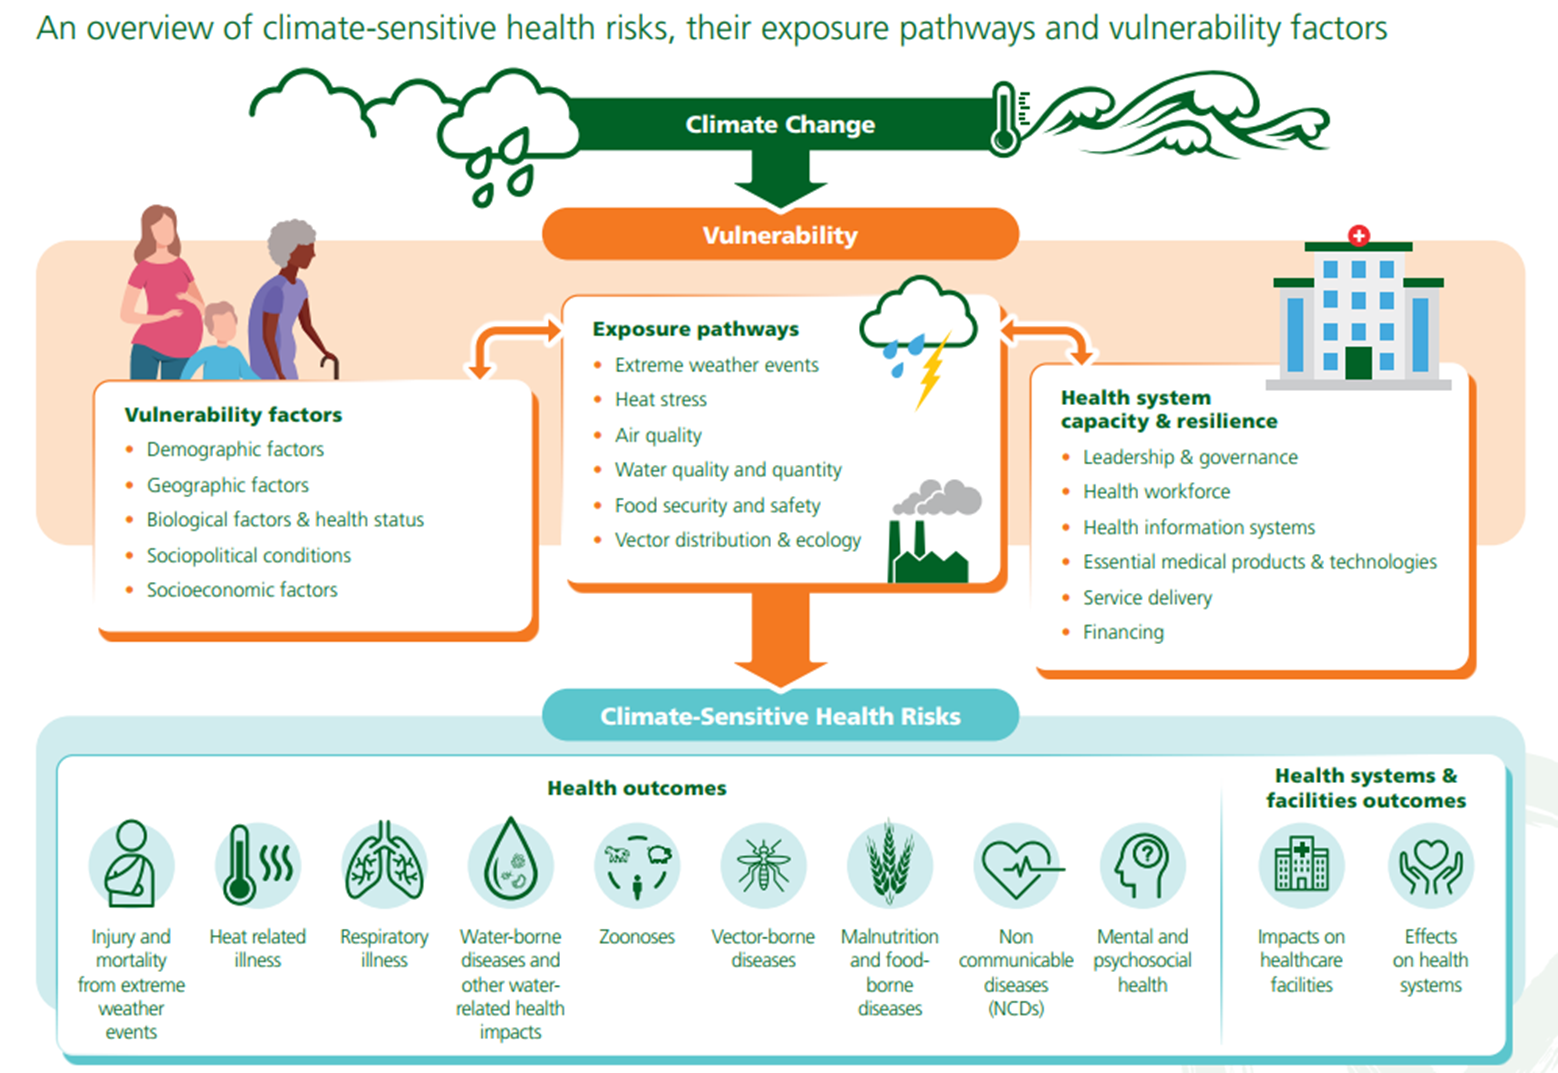 An overview of climate-sensitive health risks, their exposure pathways and vulnerability factors
Climate Change
Vulnerability
Vulnerability factors
Demographic factors
Geographic factors
Biological factors & health status
Sociopolitical conditions
Socioeconomic factors
Exposure pathways
Extreme weather events
Heat stress
Air quality
Water quality and quantity
Food security and safety
Vector distribution & ecology
Health system
capacity & resilience
Leadership & governance
Health workforce
Health information systems
Essential medical products & technologies
Service delivery
Financing
Climate-Sensitive Health Risks
Health outcomes
Injury and
mortality
from extreme
weather
events
Heat related
illness
Respiratory
illness
Water-borne
diseases and
other water-
related health
impacts
Zoonoses
Vector-borne
diseases
Malnutrition
and food-
borne
diseases
Non
communicable
diseases
(NCDs)
?
Mental and
psychosocial
health
Health systems &
facilities outcomes
Impacts on
healthcare
facilities
Effects
on health
systems